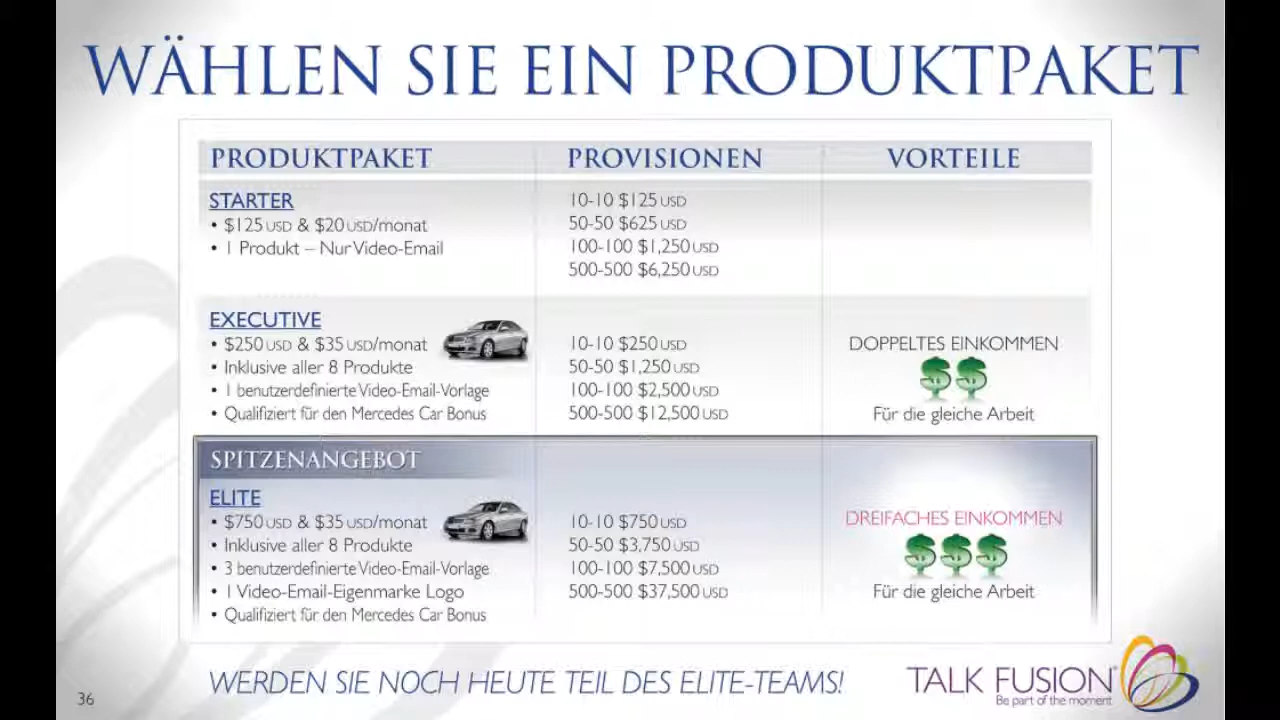 WÄHLEN SIE EIN PRODUKTPAKET
PRODUKTPAKET PROVISIONEN VORTEILE
STARTER
• $125 USD & $20 USD/monat
• 1 Produkt – Nur Video-Email
10-10 $125 USD
50-50 $625 USD
100-100 $1,250 USD
500-500 $6,250 USD
EXECUTIVE
• $250 USD & $35 USD/monat
• Inklusive aller 8 Produkte
• 1 benutzerdefinierte Video-Email-Vorlage
• Qualifiziert für den Mercedes Car Bonus
10-10 $250 USD
50-50 $1,250 USD
100-100 $2,500 USD
500-500 $12,500 USD
DOPPELTES EINKOMMEN
$$
Für die gleiche Arbeit
SPITZENANGEBOT
ELITE
• $750 USD & $35 USD/monat
• Inklusive aller 8 Produkte
• 3 benutzerdefinierte Video-Email-Vorlage
• 1 Video-Email-Eigenmarke Logo
• Qualifiziert für den Mercedes Car Bonus
10-10 $750 USD
50-50 $3,750 USD
100-100 $7,500 USD
500-500 $37,500 USD
DREIFACHES EINKOMMEN
$$$
Für die gleiche Arbeit
WERDEN SIE NOCH HEUTE TEIL DES ELITE-TEAMS!
TALK FUSION®
Be part of the moment
36